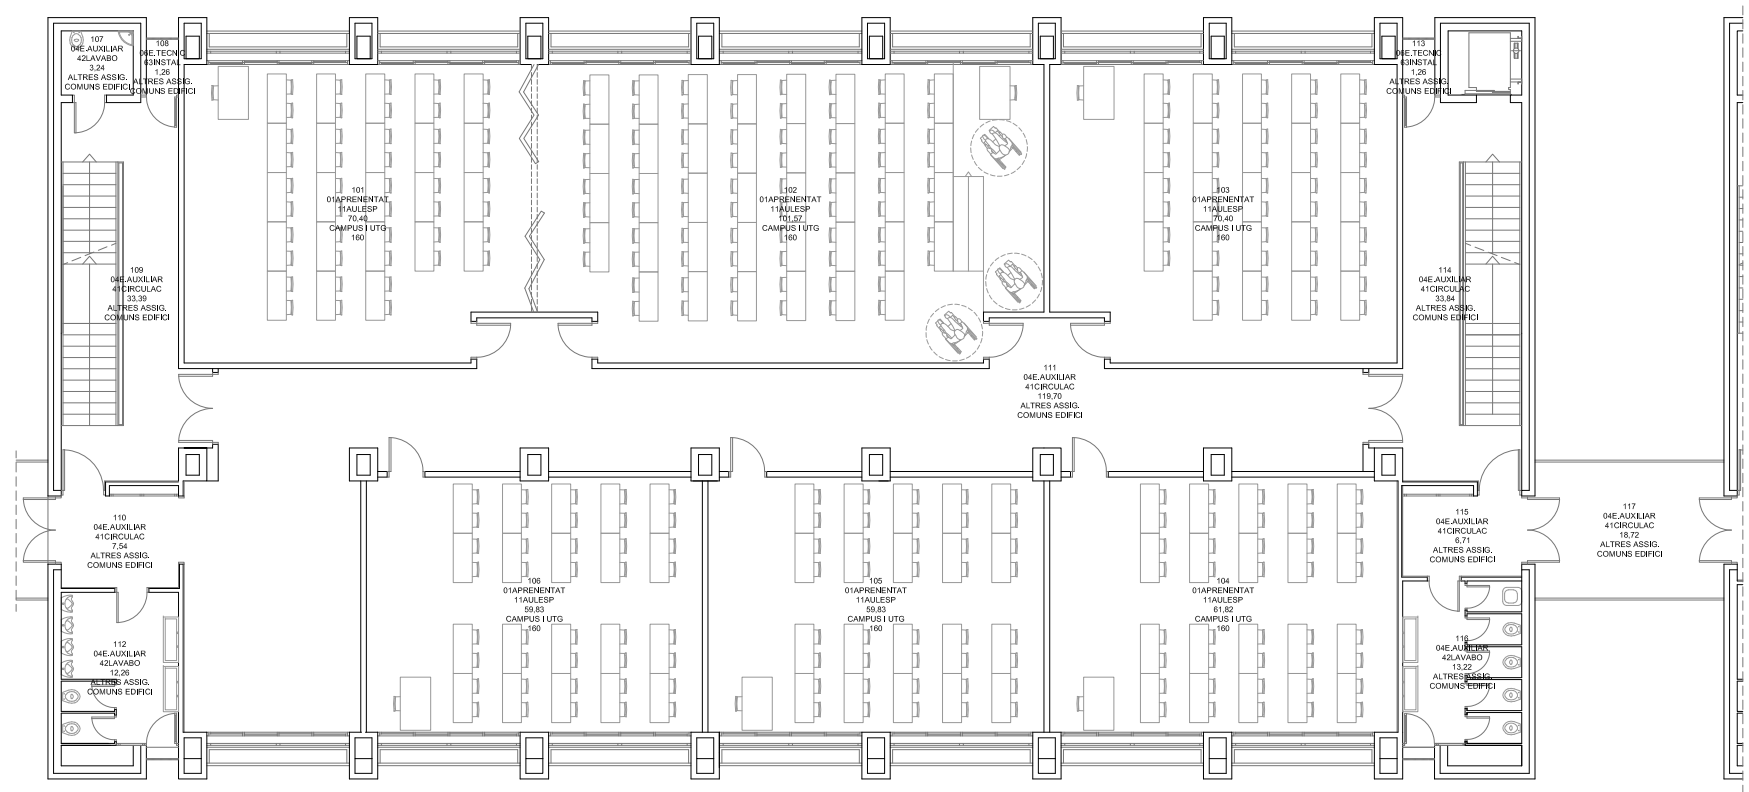 107
04E.AUXILIAR
42LAVABO
3,24
ALTRES ASSIG.
COMUNS EDIFICI
108
06E.TECNIC
63INSTAL
1,26
ALTRES ASSIG.
COMUNS EDIFICI
113
06E.TECNIC
63INSTAL
1,26
ALTRES ASSIG.
COMUNS EDIFICI
101
01APRENENTAT
11AULESP
70,40
CAMPUS I UTG
160
102
01APRENENTAT
11AULESP
101,57
CAMPUS I UTG
160
103
01APRENENTAT
11AULESP
70,40
CAMPUS I UTG
160
109
04E.AUXILIAR
41CIRCULAC
33,39
ALTRES ASSIG.
COMUNS EDIFICI
114
04E.AUXILIAR
41CIRCULAC
33,84
ALTRES ASSIG.
COMUNS EDIFICI
111
04E.AUXILIAR
41CIRCULAC
119,70
ALTRES ASSIG.
COMUNS EDIFICI
110
04E.AUXILIAR
41CIRCULAC
7,54
ALTRES ASSIG.
COMUNS EDIFICI
115
04E.AUXILIAR
41CIRCULAC
6,71
ALTRES ASSIG.
COMUNS EDIFICI
117
04E.AUXILIAR
41CIRCULAC
18,72
ALTRES ASSIG.
COMUNS EDIFICI
106
01APRENENTAT
11AULESP
59,83
CAMPUS I UTG
160
105
01APRENENTAT
11AULESP
59,83
CAMPUS I UTG
160
104
01APRENENTAT
11AULESP
61,82
CAMPUS I UTG
160
112
04E.AUXILIAR
42LAVABO
12,26
ALTRES ASSIG.
COMUNS EDIFICI
116
04E.AUXILIAR
42LAVABO
13,22
ALTRES ASSIG.
COMUNS EDIFICI